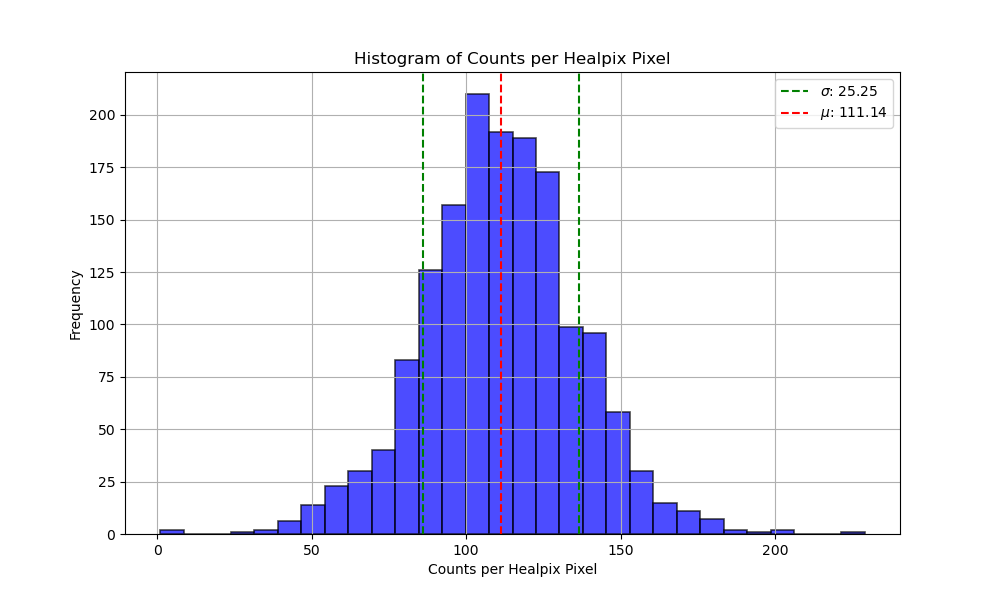 Histogram of Counts per Healpix Pixel
σ: 25.25
μ: 111.14
200
175
150
125
100
75
50
25
0
Frequency
0 50 100 150 200
Counts per Healpix Pixel